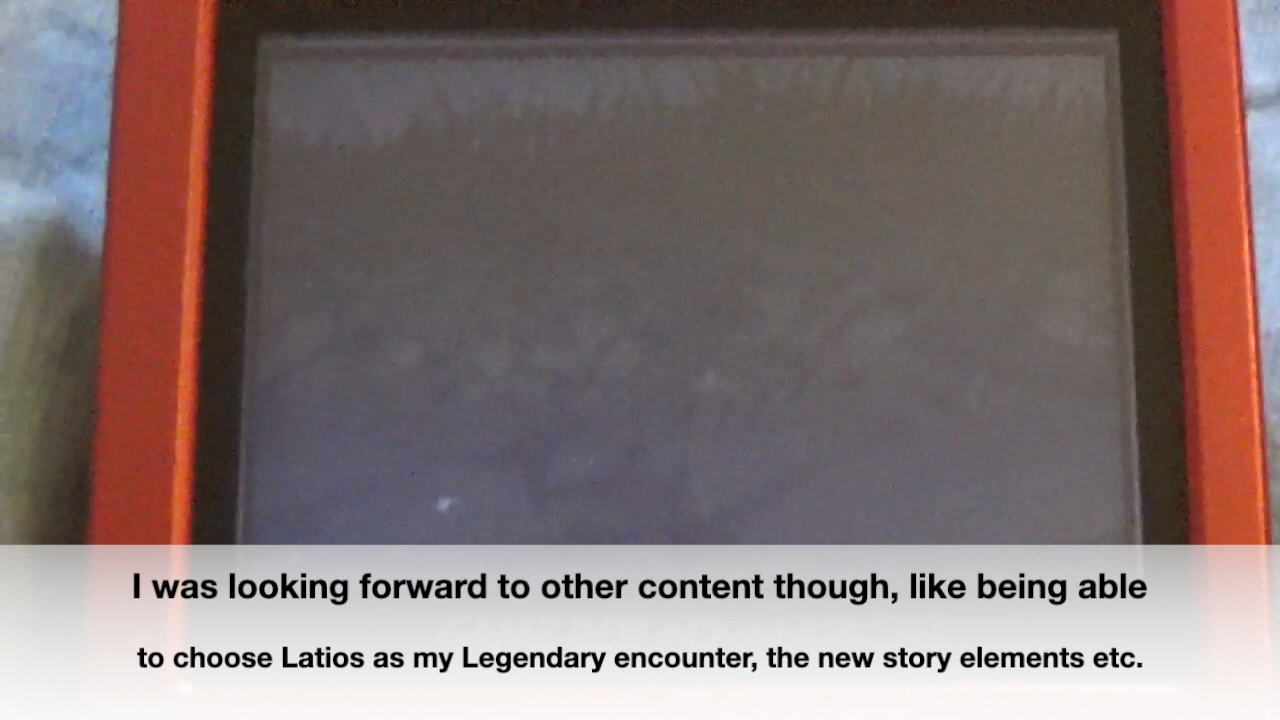 I was looking forward to other content though, like being able
to choose Latios as my Legendary encounter, the new story elements etc.